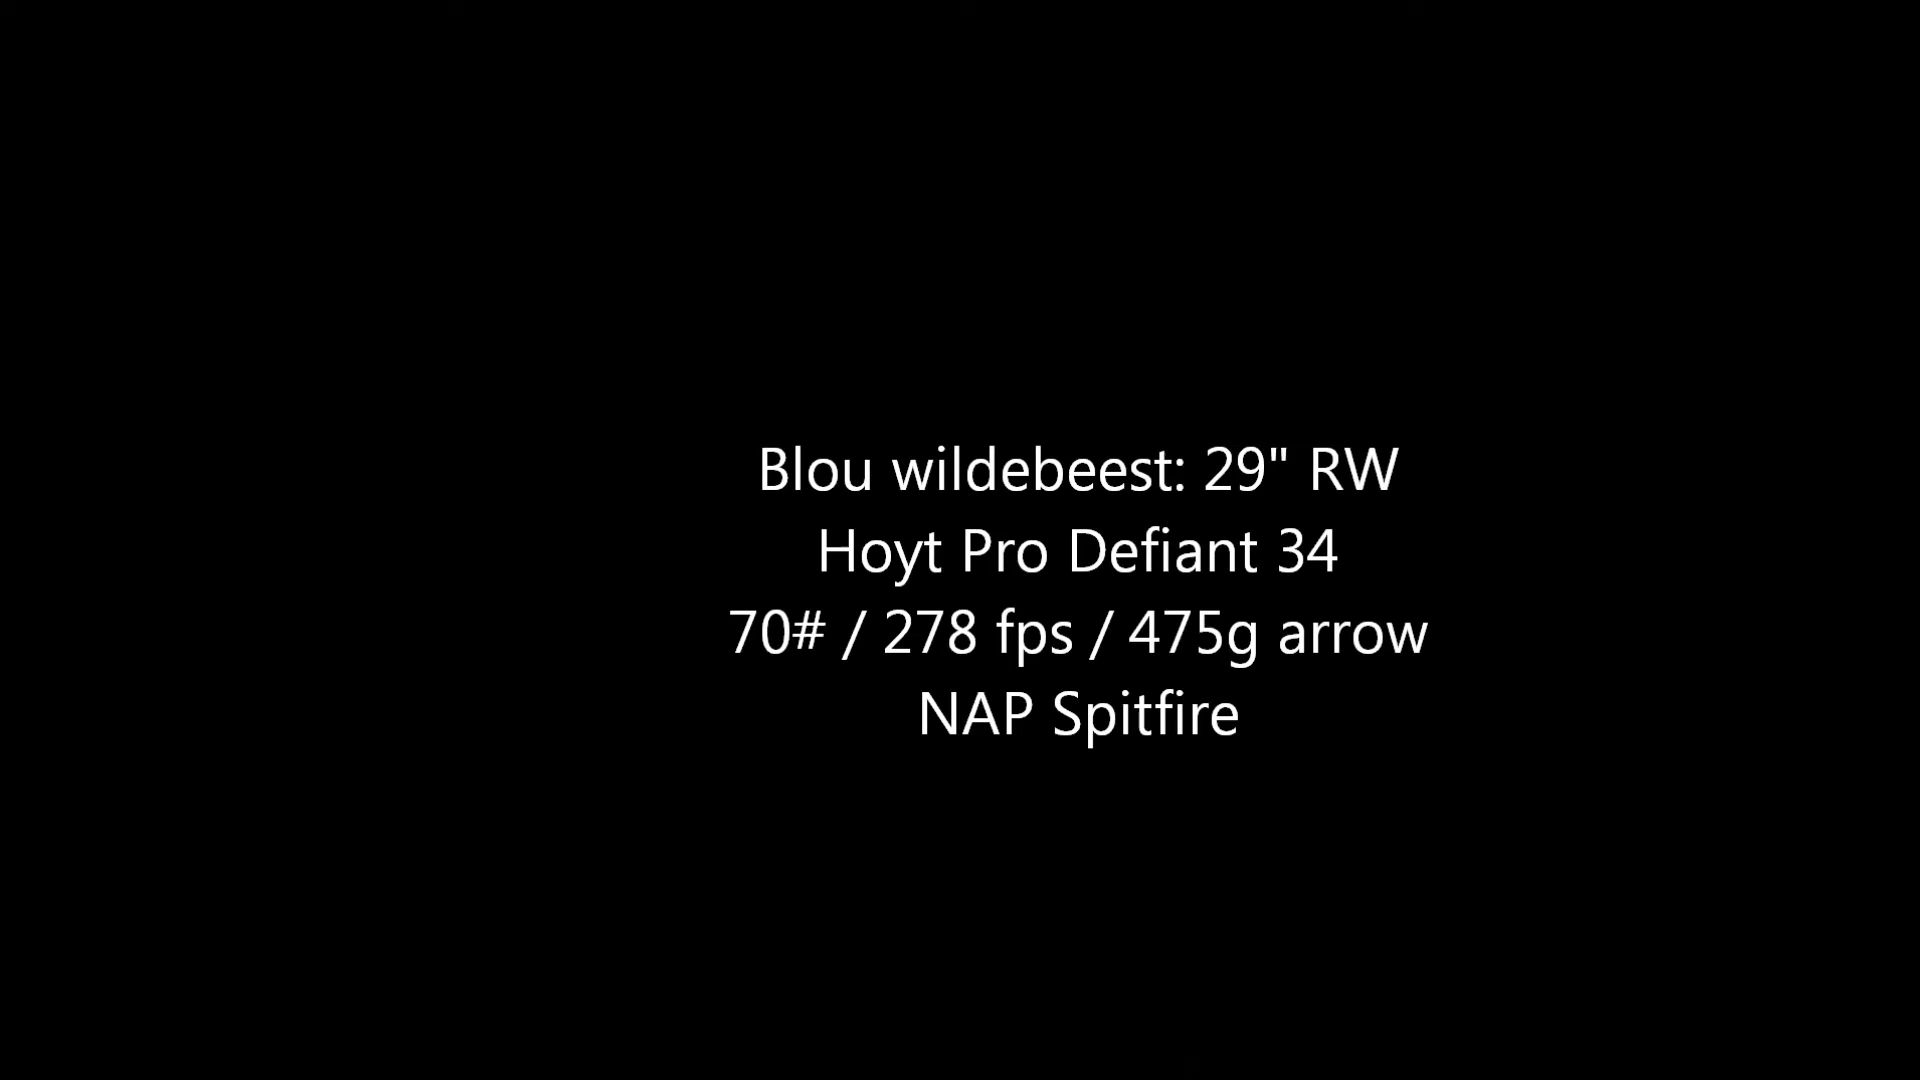 Blou wildebeest: 29" RW
Hoyt Pro Defiant 34
70# / 278 fps / 475g arrow
NAP Spitfire